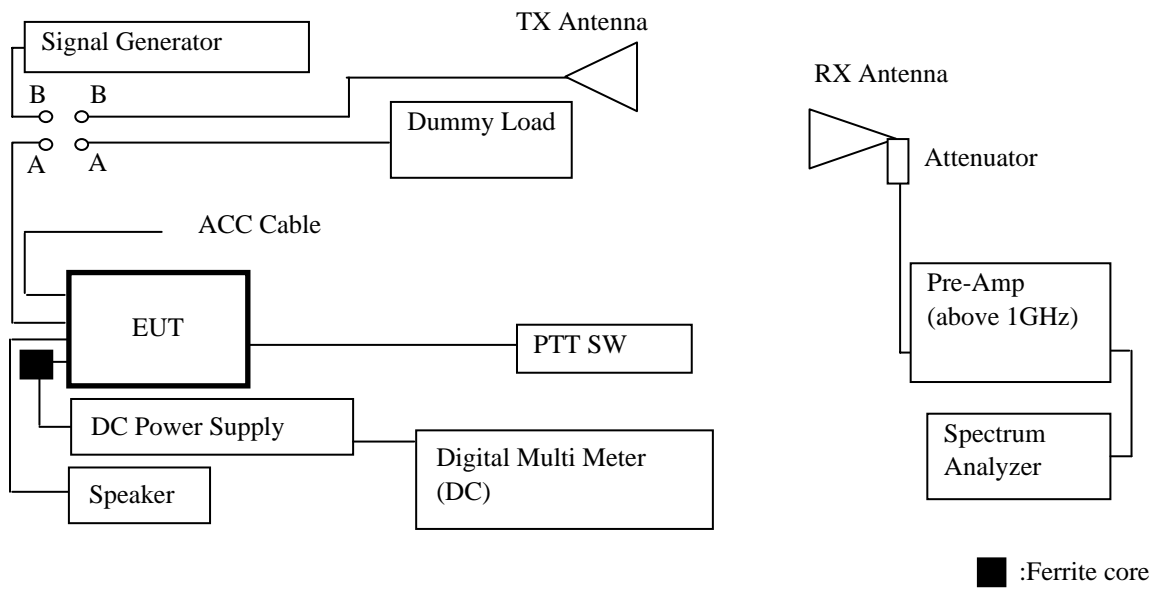 TX Antenna
Signal Generator
RX Antenna
B B
Dummy Load
A A
Attenuator
ACC Cable
Pre-Amp
(above 1GHz)
EUT
PTT SW
DC Power Supply
Spectrum
Analyzer
Digital Multi Meter
(DC)
Speaker
:Ferrite core